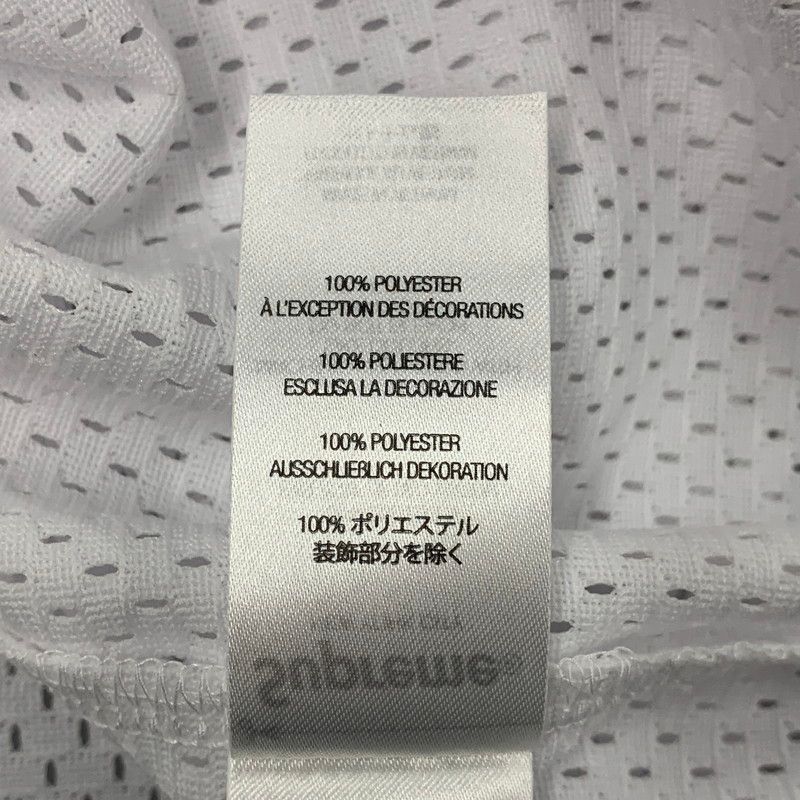 100% POLYESTER
À L'EXCEPTION DES DÉCORATIONS
100% POLIESTERE
ESCLUSA LA DECORAZIONE
100% POLYESTER
AUSSCHLIEßLICH DEKORATION
100% ポリエステル
装飾部分を除く
Supreme